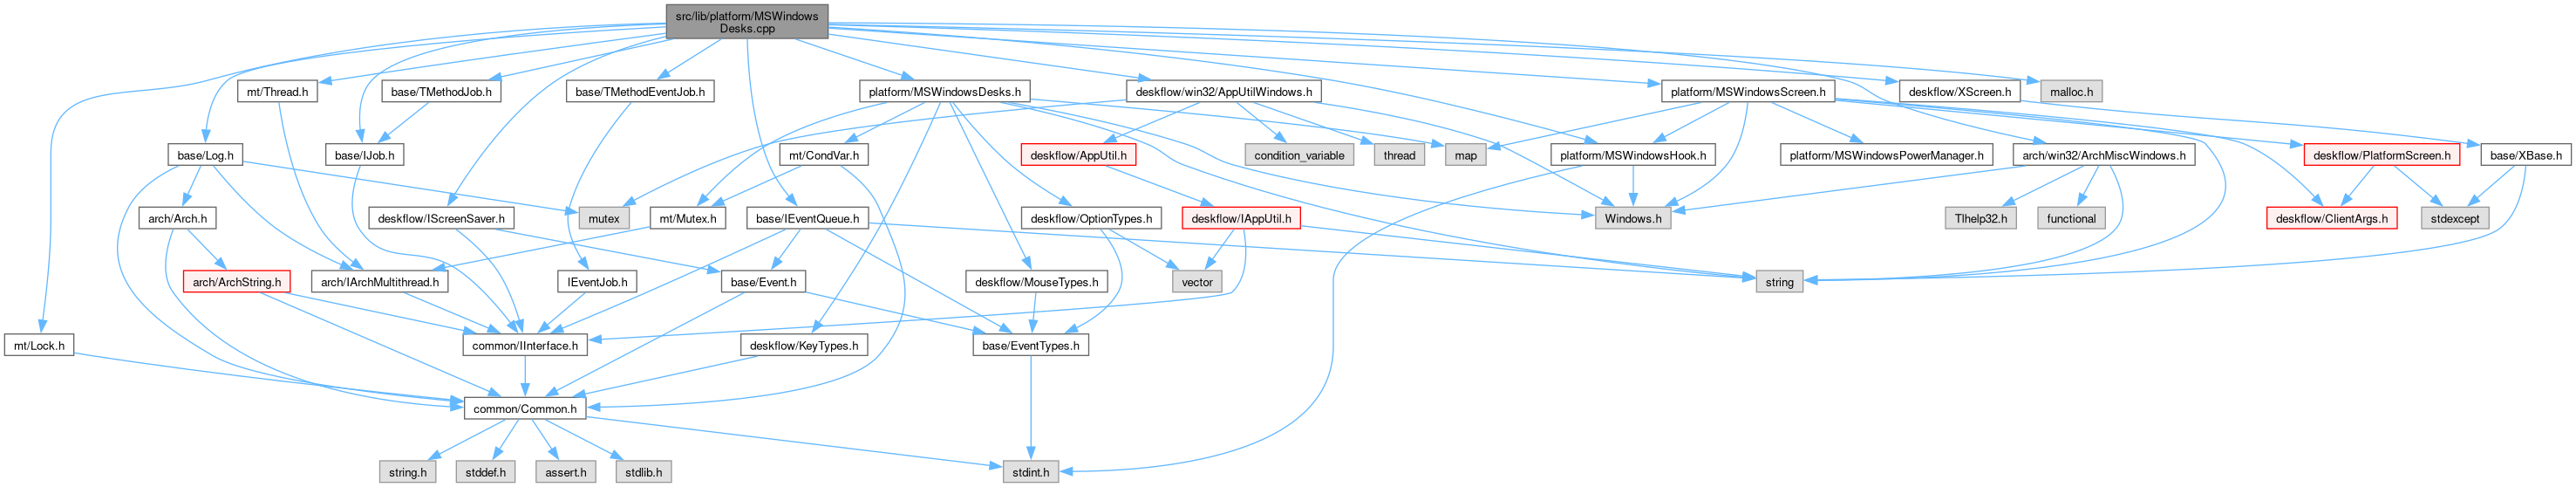 src/lib/platform/MSWindows
Desks.cpp
mt/Thread.h
base/TMethodJob.h
base/TMethodEventJob.h
platform/MSWindowsDesks.h
deskflow/win32/AppUtilWindows.h
platform/MSWindowsScreen.h
deskflow/XScreen.h
malloc.h
base/Log.h
base/IJob.h
mt/CondVar.h
deskflow/AppUtil.h
condition_variable
thread
map
platform/MSWindowsHook.h
platform/MSWindowsPowerManager.h
arch/win32/ArchMiscWindows.h
deskflow/PlatformScreen.h
base/XBase.h
arch/Arch.h
deskflow/IScreenSaver.h
mutex
mt/Mutex.h
base/IEventQueue.h
deskflow/OptionTypes.h
deskflow/IAppUtil.h
Windows.h
Tlhelp32.h
functional
deskflow/ClientArgs.h
stdexcept
arch/ArchString.h
arch/IArchMultithread.h
IEventJob.h
base/Event.h
deskflow/MouseTypes.h
vector
string
mt/Lock.h
common/IInterface.h
deskflow/KeyTypes.h
base/EventTypes.h
common/Common.h
string.h
stddef.h
assert.h
stdlib.h
stdint.h